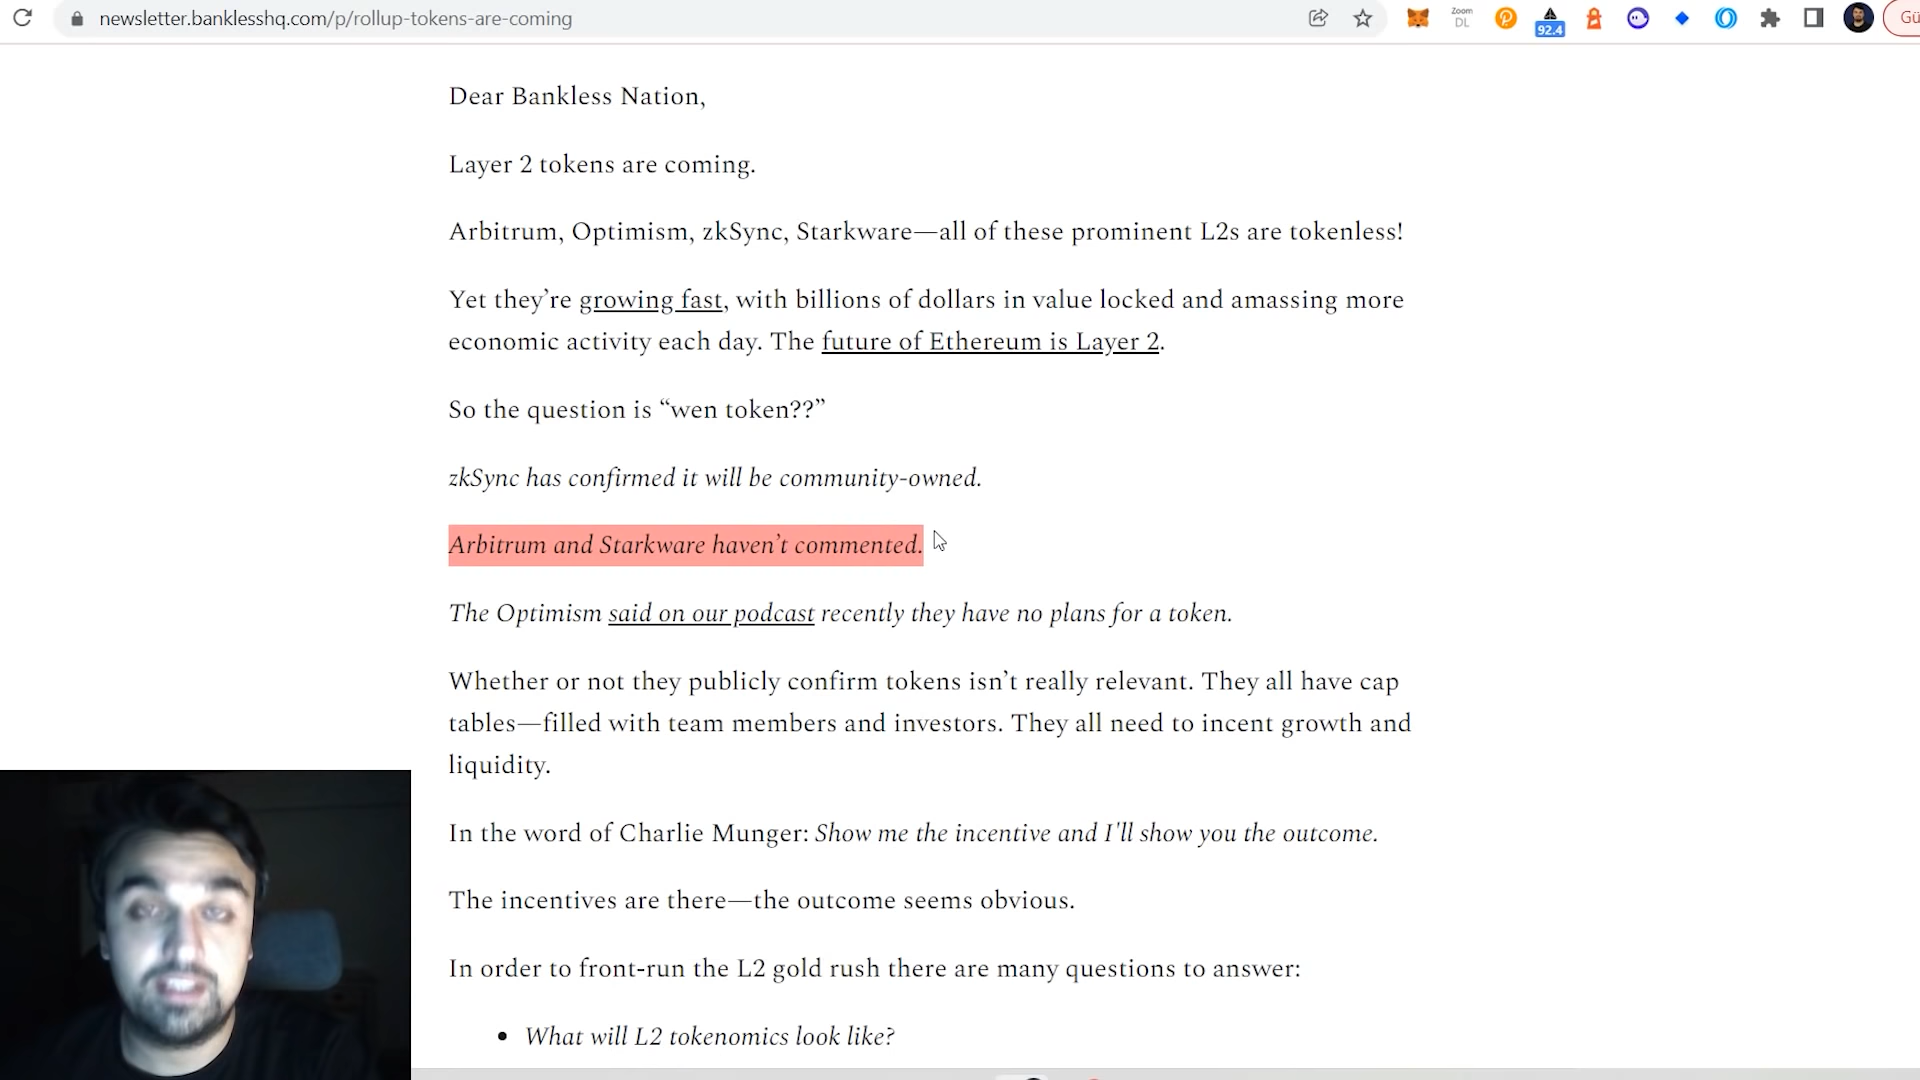 newsletter.banklesshq.com/p/rollup-tokens-are-coming
Zoom
DL
92.4
Gü
Dear Bankless Nation,
Layer 2 tokens are coming.
Arbitrum, Optimism, zkSync, Starkware—all of these prominent L2s are tokenless!
Yet they’re growing fast, with billions of dollars in value locked and amassing more
economic activity each day. The future of Ethereum is Layer 2.
So the question is “wen token??”
zkSync has confirmed it will be community-owned.
Arbitrum and Starkware haven’t commented.
The Optimism said on our podcast recently they have no plans for a token.
Whether or not they publicly confirm tokens isn’t really relevant. They all have cap
tables—filled with team members and investors. They all need to incent growth and
liquidity.
In the word of Charlie Munger: Show me the incentive and I'll show you the outcome.
The incentives are there—the outcome seems obvious.
In order to front-run the L2 gold rush there are many questions to answer:
• What will L2 tokenomics look like?